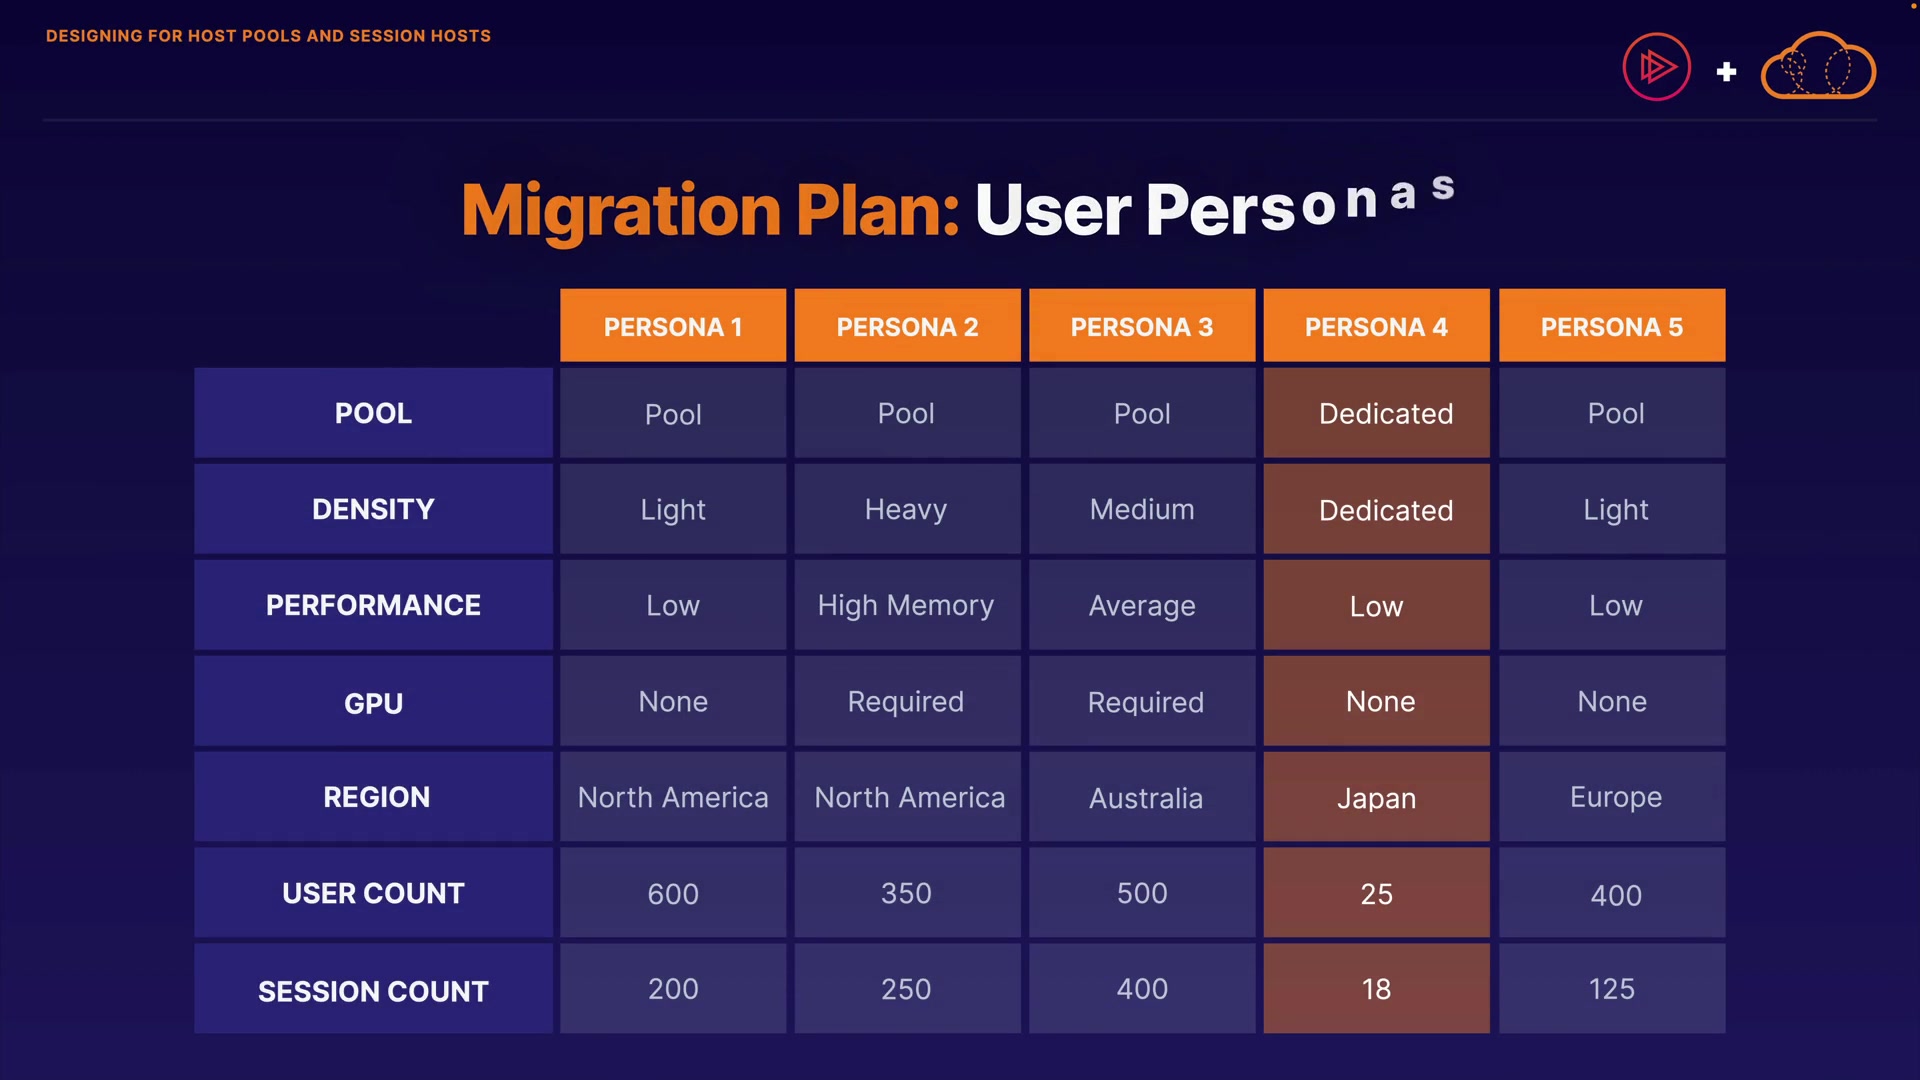 DESIGNING FOR HOST POOLS AND SESSION HOSTS
Migration Plan: User Personas
PERSONA 1 PERSONA 2 PERSONA 3 PERSONA 4 PERSONA 5
POOL Pool Pool Pool Dedicated Pool
DENSITY Light Heavy Medium Dedicated Light
PERFORMANCE Low High Memory Average Low Low
GPU None Required Required None None
REGION North America North America Australia Japan Europe
USER COUNT 600 350 500 25 400
SESSION COUNT 200 250 400 18 125